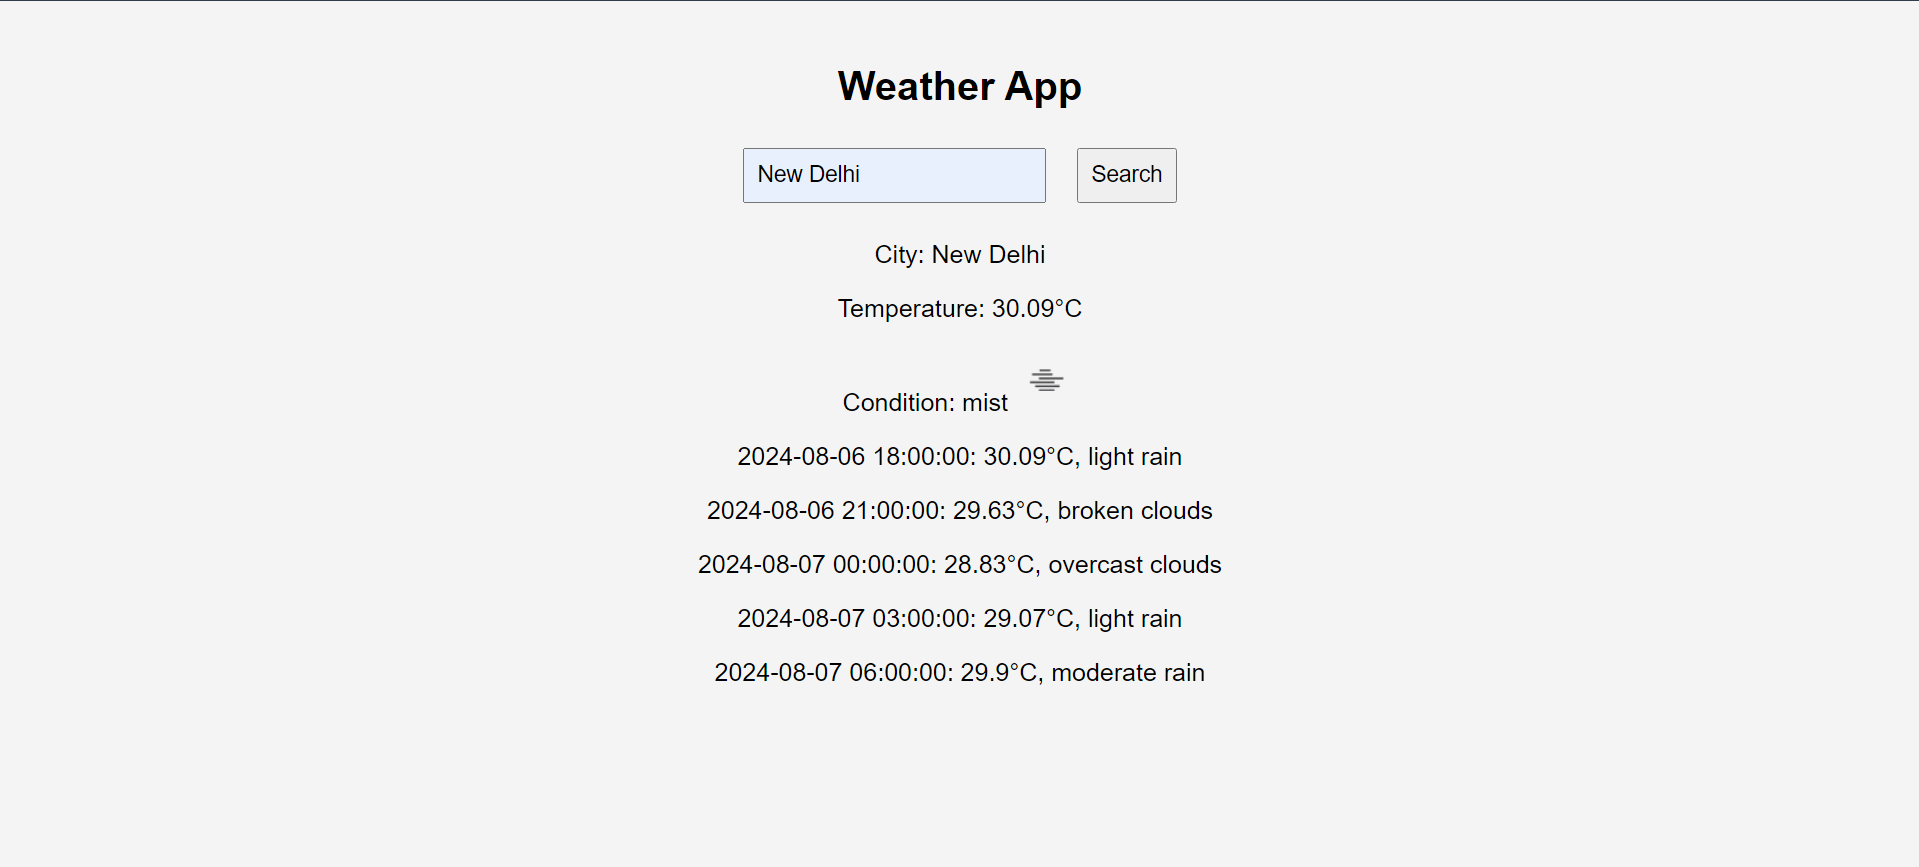 Weather App
New Delhi Search
City: New Delhi
Temperature: 30.09°C
Condition: mist
2024-08-06 18:00:00: 30.09°C, light rain
2024-08-06 21:00:00: 29.63°C, broken clouds
2024-08-07 00:00:00: 28.83°C, overcast clouds
2024-08-07 03:00:00: 29.07°C, light rain
2024-08-07 06:00:00: 29.9°C, moderate rain